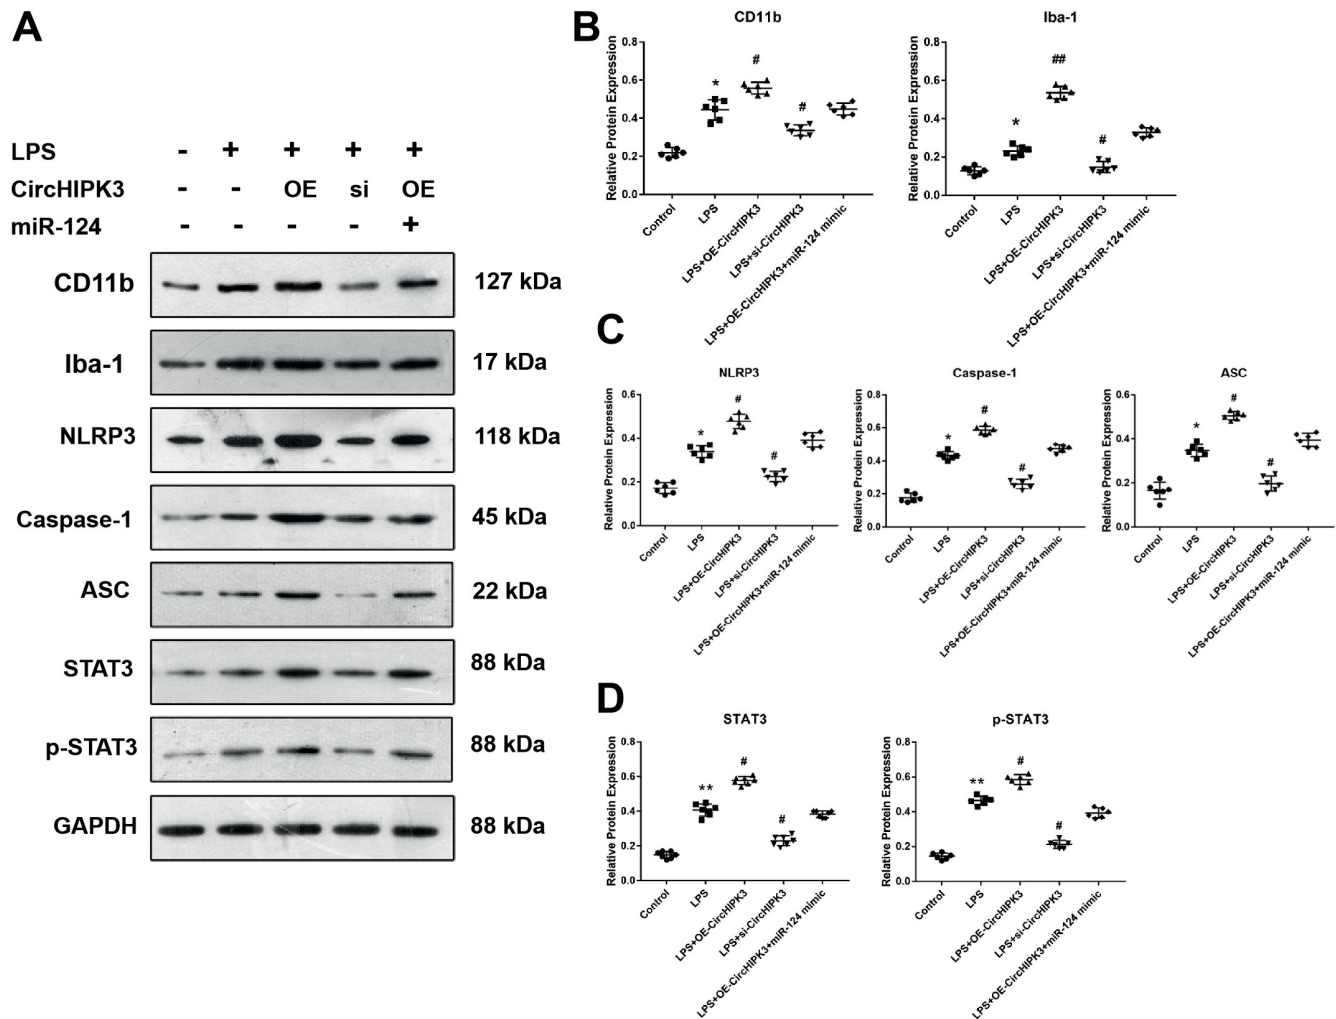 A
LPS - + + + +
CircHIPK3 - - OE si OE
miR-124 - - - - +
CD11b 127 kDa
Iba-1 17 kDa
NLRP3 118 kDa
Caspase-1 45 kDa
ASC 22 kDa
STAT3 88 kDa
p-STAT3 88 kDa
GAPDH 88 kDa
B
CD11b
Relative Protein Expression
0.8
0.6
0.4
0.2
0.0
*
#
#
Control
LPS
LPS+OE-CircHIPK3
LPS+si-CircHIPK3
LPS+OE-CircHIPK3+miR-124 mimic
Iba-1
Relative Protein Expression
0.8
0.6
0.4
0.2
0.0
*
##
#
Control
LPS
LPS+OE-CircHIPK3
LPS+si-CircHIPK3
LPS+OE-CircHIPK3+miR-124 mimic
C
NLRP3
Relative Protein Expression
0.6
0.4
0.2
0.0
*
#
#
Control
LPS
LPS+OE-CircHIPK3
LPS+si-CircHIPK3
LPS+OE-CircHIPK3+miR-124 mimic
Caspase-1
Relative Protein Expression
0.8
0.6
0.4
0.2
0.0
*
#
#
Control
LPS
LPS+OE-CircHIPK3
LPS+si-CircHIPK3
LPS+OE-CircHIPK3+miR-124 mimic
ASC
Relative Protein Expression
0.6
0.4
0.2
0.0
*
#
#
Control
LPS
LPS+OE-CircHIPK3
LPS+si-CircHIPK3
LPS+OE-CircHIPK3+miR-124 mimic
D
STAT3
Relative Protein Expression
0.8
0.6
0.4
0.2
0.0
**
#
#
Control
LPS
LPS+OE-CircHIPK3
LPS+si-CircHIPK3
LPS+OE-CircHIPK3+miR-124 mimic
p-STAT3
Relative Protein Expression
0.8
0.6
0.4
0.2
0.0
**
#
#
Control
LPS
LPS+OE-CircHIPK3
LPS+si-CircHIPK3
LPS+OE-CircHIPK3+miR-124 mimic